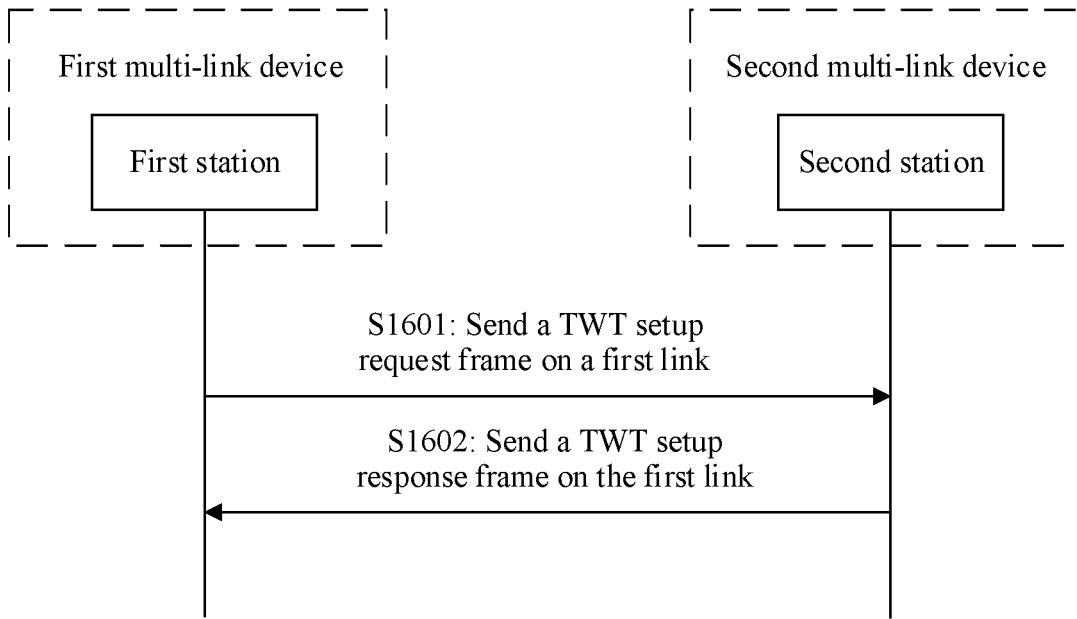 First multi-link device
Second multi-link device
First station
Second station
S1601: Send a TWT setup
request frame on a first link
S1602: Send a TWT setup
response frame on the first link